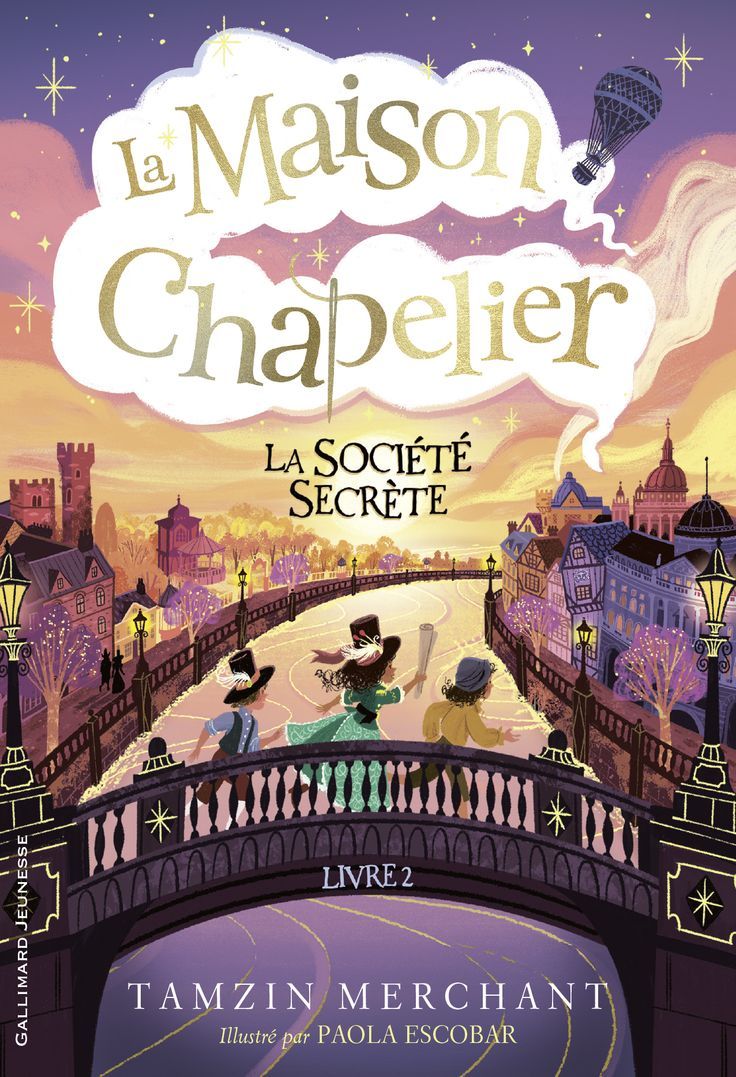 La Maison
Chapelier
LA SOCIÉTÉ
SECRÈTE
LIVRE 2
TAMZIN MERCHANT
Illustré par PAOLA ESCOBAR
GALLIMARD JEUNESSE